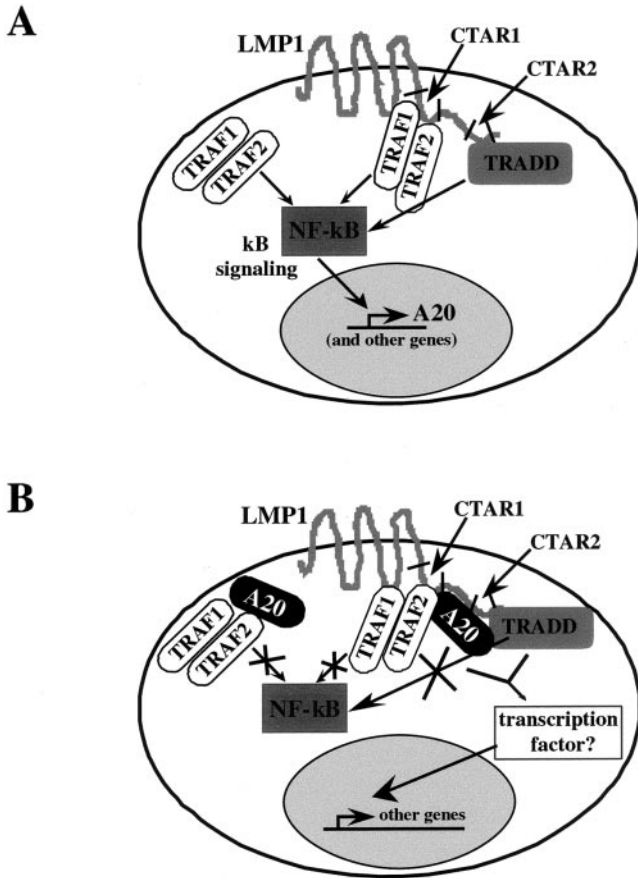 A
LMP1
CTAR1
CTAR2
TRAF1
TRAF2
TRAF1
TRAF2
TRADD
NF-kB
kB
signaling
A20
(and other genes)
B
LMP1
CTAR1
CTAR2
A20
TRAF1
TRAF2
TRAF1
TRAF2
A20
TRADD
NF-kB
transcription
factor?
other genes